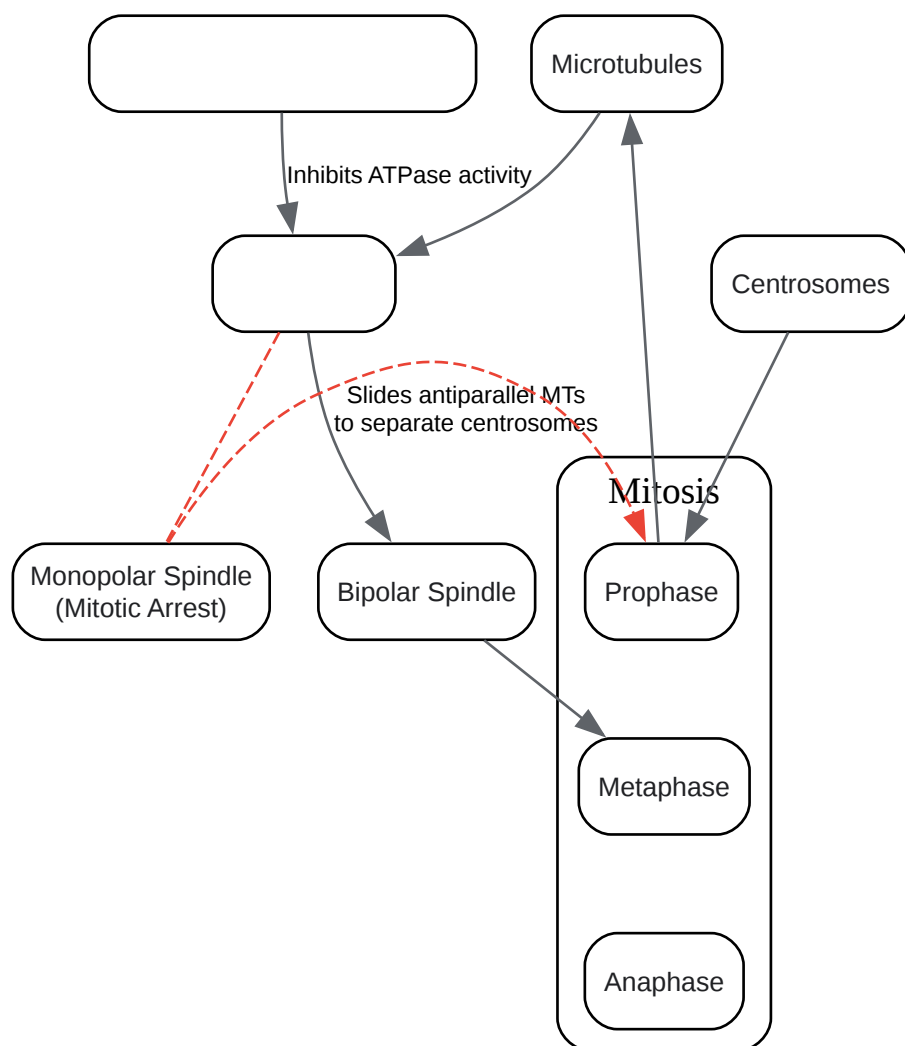 Microtubules
Inhibits ATPase activity
Centrosomes
Slides antiparallel MTs
to separate centrosomes
Mitosis
Monopolar Spindle
(Mitotic Arrest)
Bipolar Spindle
Prophase
Metaphase
Anaphase